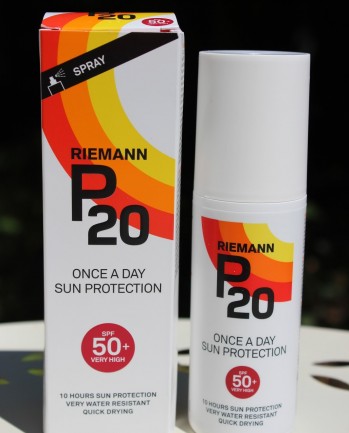 50+
SPRAY
RIEMANN
P20
ONCE A DAY
SUN PROTECTION
SPF
50+
VERY HIGH
10 HOURS SUN PROTECTION
VERY WATER RESISTANT
QUICK DRYING
RIEMANN
P20
ONCE A DAY
SUN PROTECTION
SPF
50+
VERY HIGH
10 HOURS SUN PROTECTION
VERY WATER RESISTANT
QUICK DRYING